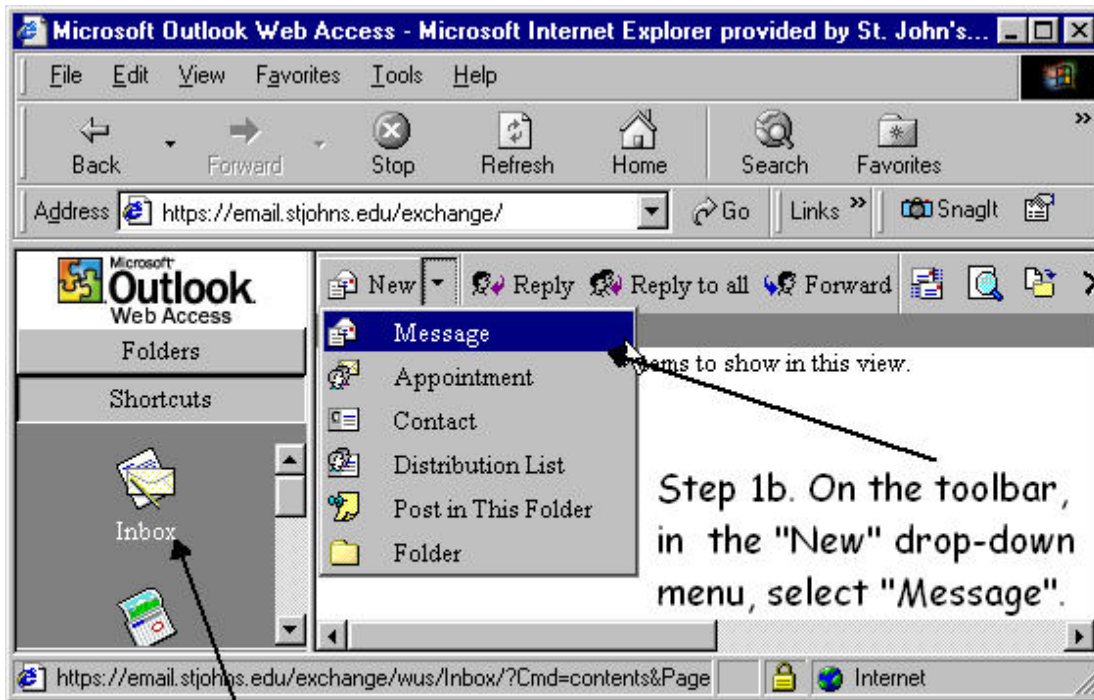 Microsoft Outlook Web Access - Microsoft Internet Explorer provided by St. John's...
File Edit View Favorites Tools Help
Back Forward Stop Refresh Home Search Favorites »
Address https://email.stjohns.edu/exchange/ Go Links » SnagIt
Microsoft
Outlook
Web Access
New Reply Reply to all Forward
Folders
Shortcuts
Inbox
Message
to show in this view.
Appointment
Contact
Distribution List
Post in This Folder
Folder
Step 1b. On the toolbar,
in the "New" drop-down
menu, select "Message".
https://email.stjohns.edu/exchange/wus/Inbox/?Cmd=contents&Page Internet